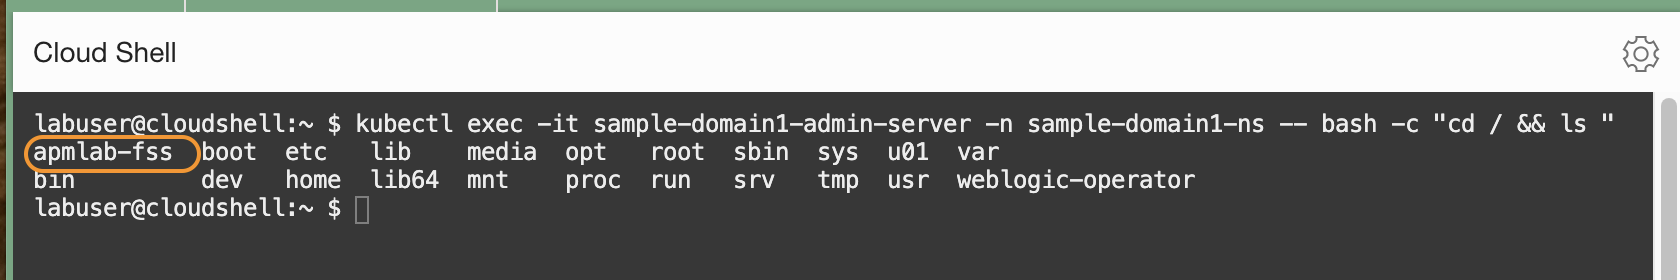 Cloud Shell
labuser@cloudshell:~ $ kubectl exec -it sample-domain1-admin-server -n sample-domain1-ns -- bash -c "cd / && ls "
apmlab-fss  boot  etc   lib    media  opt   root  sbin  sys  u01  var
bin         dev   home  lib64  mnt    proc  run   srv   tmp  usr  weblogic-operator
labuser@cloudshell:~ $